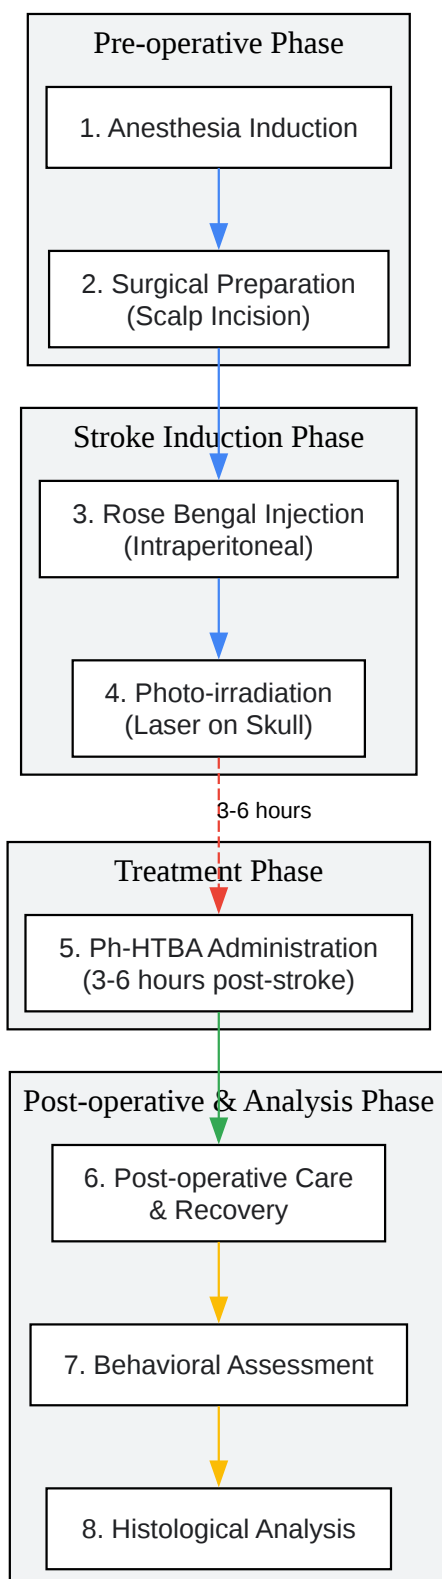 Pre-operative Phase
1. Anesthesia Induction
2. Surgical Preparation
(Scalp Incision)
Stroke Induction Phase
3. Rose Bengal Injection
(Intraperitoneal)
4. Photo-irradiation
(Laser on Skull)
3-6 hours
Treatment Phase
5. Ph-HTBA Administration
(3-6 hours post-stroke)
Post-operative & Analysis Phase
6. Post-operative Care
& Recovery
7. Behavioral Assessment
8. Histological Analysis